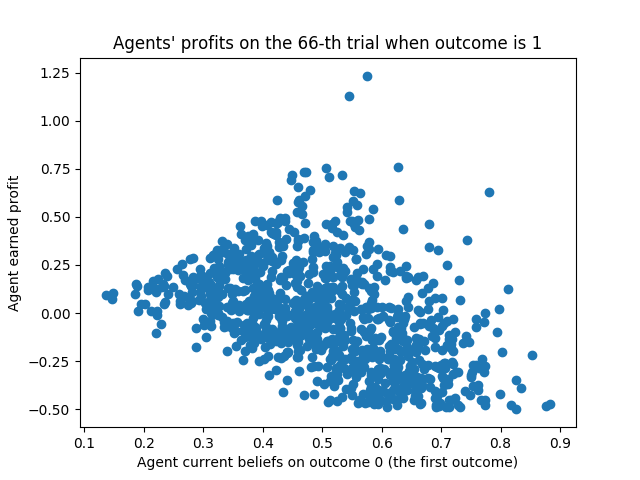 Agents' profits on the 66-th trial when outcome is 1
1.25
1.00
0.75
0.50
0.25
0.00
−0.25
−0.50
Agent earned profit
0.1 0.2 0.3 0.4 0.5 0.6 0.7 0.8 0.9
Agent current beliefs on outcome 0 (the first outcome)